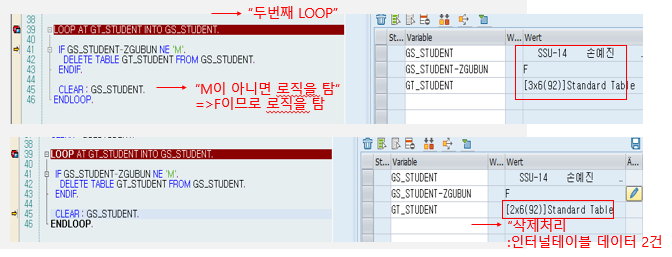 "두번째 LOOP"
38
39 LOOP AT GT_STUDENT INTO GS_STUDENT.
40
41 IF GS_STUDENT-ZGUBUN NE 'M'.
42 DELETE TABLE GT_STUDENT FROM GS_STUDENT.
43 ENDIF.
44
45 CLEAR : GS_STUDENT.
46 ENDLOOP.
"M이 아니면 로직을 탐"
=>F이므로 로직을 탐
St... Variable W... Wert
GS_STUDENT SSU-14 손예진
GS_STUDENT-ZGUBUN F
GT_STUDENT [3x6(92)]Standard Table
39 LOOP AT GT_STUDENT INTO GS_STUDENT.
40
41 IF GS_STUDENT-ZGUBUN NE 'M'.
42 DELETE TABLE GT_STUDENT FROM GS_STUDENT.
43 ENDIF.
44
45 CLEAR : GS_STUDENT.
46 ENDLOOP.
St... Variable W... Wert Ä...
GS_STUDENT SSU-14 손예진
GS_STUDENT-ZGUBUN F
GT_STUDENT [2x6(92)]Standard Table
"삭제처리
:인터널테이블 데이터 2건